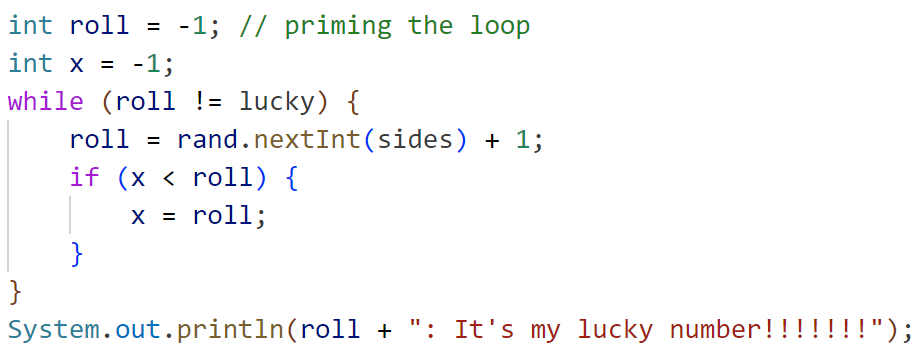 int roll = -1; // priming the loop
int x = -1;
while (roll != lucky) {
    roll = rand.nextInt(sides) + 1;
    if (x < roll) {
        x = roll;
    }
}
System.out.println(roll + ": It's my lucky number!!!!!!!");